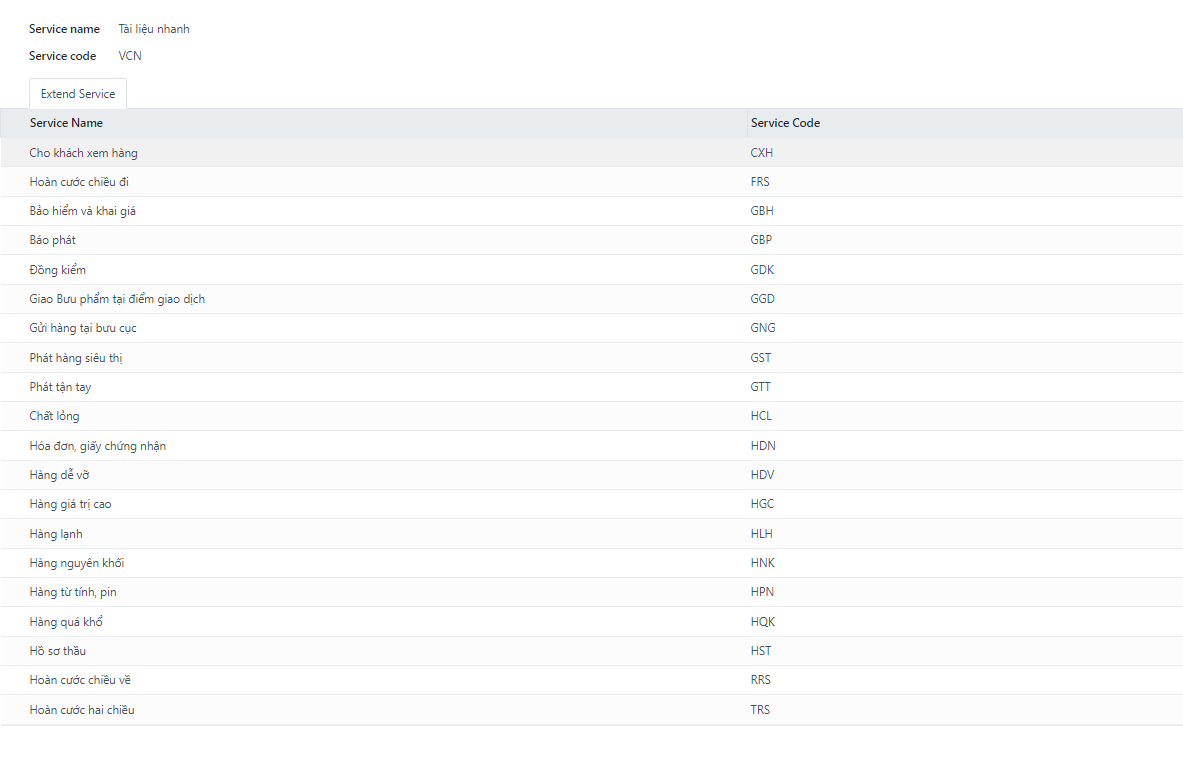 Service name Tài liệu nhanh
Service code VCN
Extend Service
Service Name Service Code
Cho khách xem hàng CXH
Hoàn cước chiều đi FRS
Bảo hiểm và khai giá GBH
Báo phát GBP
Đồng kiểm GDK
Giao Bưu phẩm tại điểm giao dịch GGD
Gửi hàng tại bưu cục GNG
Phát hàng siêu thị GST
Phát tận tay GTT
Chất lỏng HCL
Hóa đơn, giấy chứng nhận HDN
Hàng dễ vỡ HDV
Hàng giá trị cao HGC
Hàng lạnh HLH
Hàng nguyên khối HNK
Hàng từ tính, pin HPN
Hàng quá khổ HQK
Hồ sơ thầu HST
Hoàn cước chiều về RRS
Hoàn cước hai chiều TRS